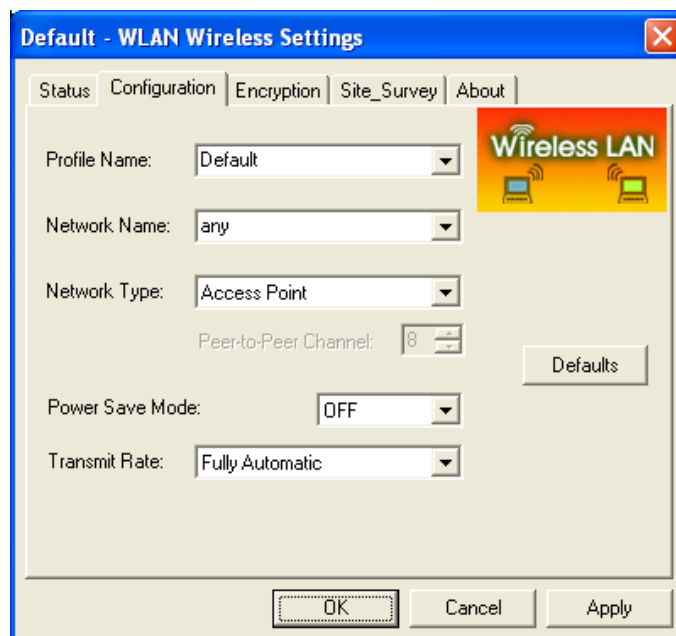 Default - WLAN Wireless Settings
Status Configuration Encryption Site_Survey About
Wireless LAN
Profile Name: Default
Network Name: any
Network Type: Access Point
Peer-to-Peer Channel: 8
Defaults
Power Save Mode: OFF
Transmit Rate: Fully Automatic
OK Cancel Apply